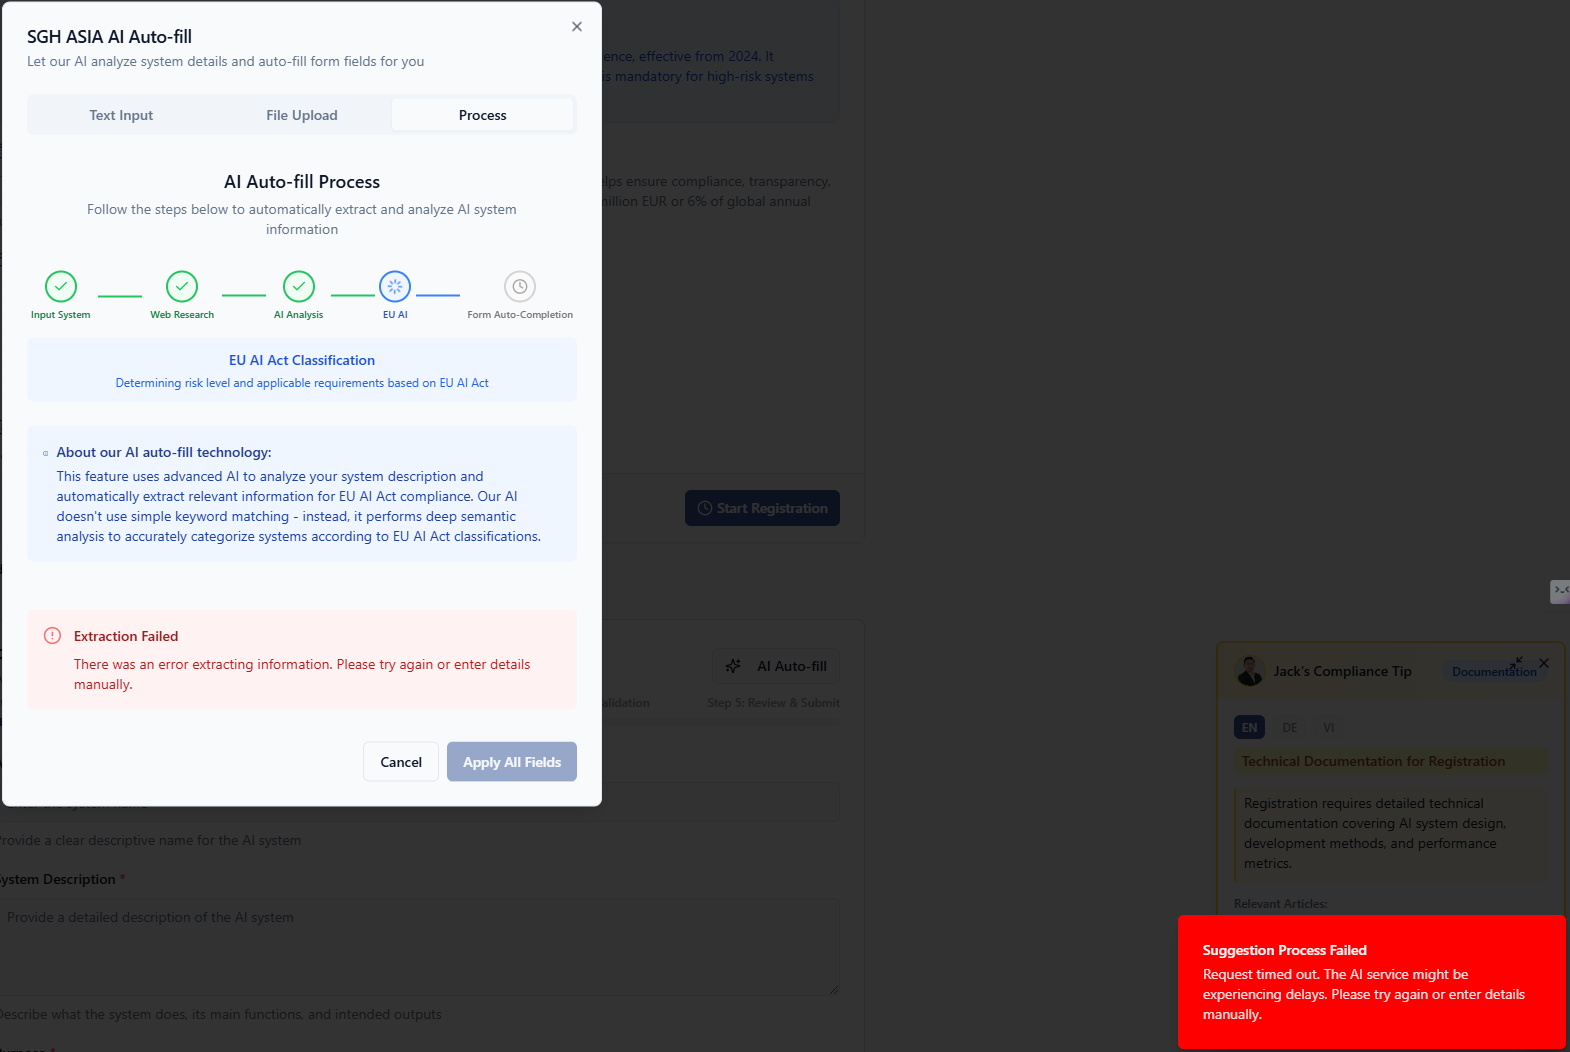 SGH ASIA AI Auto-fill
Let our AI analyze system details and auto-fill form fields for you
Text Input
File Upload
Process
AI Auto-fill Process
Follow the steps below to automatically extract and analyze AI system
information
Input System
Web Research
AI Analysis
EU AI
Form Auto-Completion
EU AI Act Classification
Determining risk level and applicable requirements based on EU AI Act
About our AI auto-fill technology:
This feature uses advanced AI to analyze your system description and
automatically extract relevant information for EU AI Act compliance. Our AI
doesn't use simple keyword matching - instead, it performs deep semantic
analysis to accurately categorize systems according to EU AI Act classifications.
Extraction Failed
There was an error extracting information. Please try again or enter details
manually.
Cancel
Apply All Fields
effective from 2024. It
is mandatory for high-risk systems
ensure compliance, transparency,
EUR or 6% of global annual
Start Registration
AI Auto-fill
Step 5: Review & Submit
Provide a clear descriptive name for the AI system
System Description *
Provide a detailed description of the AI system
Describe what the system does, its main functions, and intended outputs
Jack's Compliance Tip
Documentation
EN
DE
VI
Technical Documentation for Registration
Registration requires detailed technical
documentation covering AI system design,
development methods, and performance
metrics.
Relevant Articles:
Suggestion Process Failed
Request timed out. The AI service might be
experiencing delays. Please try again or enter details
manually.